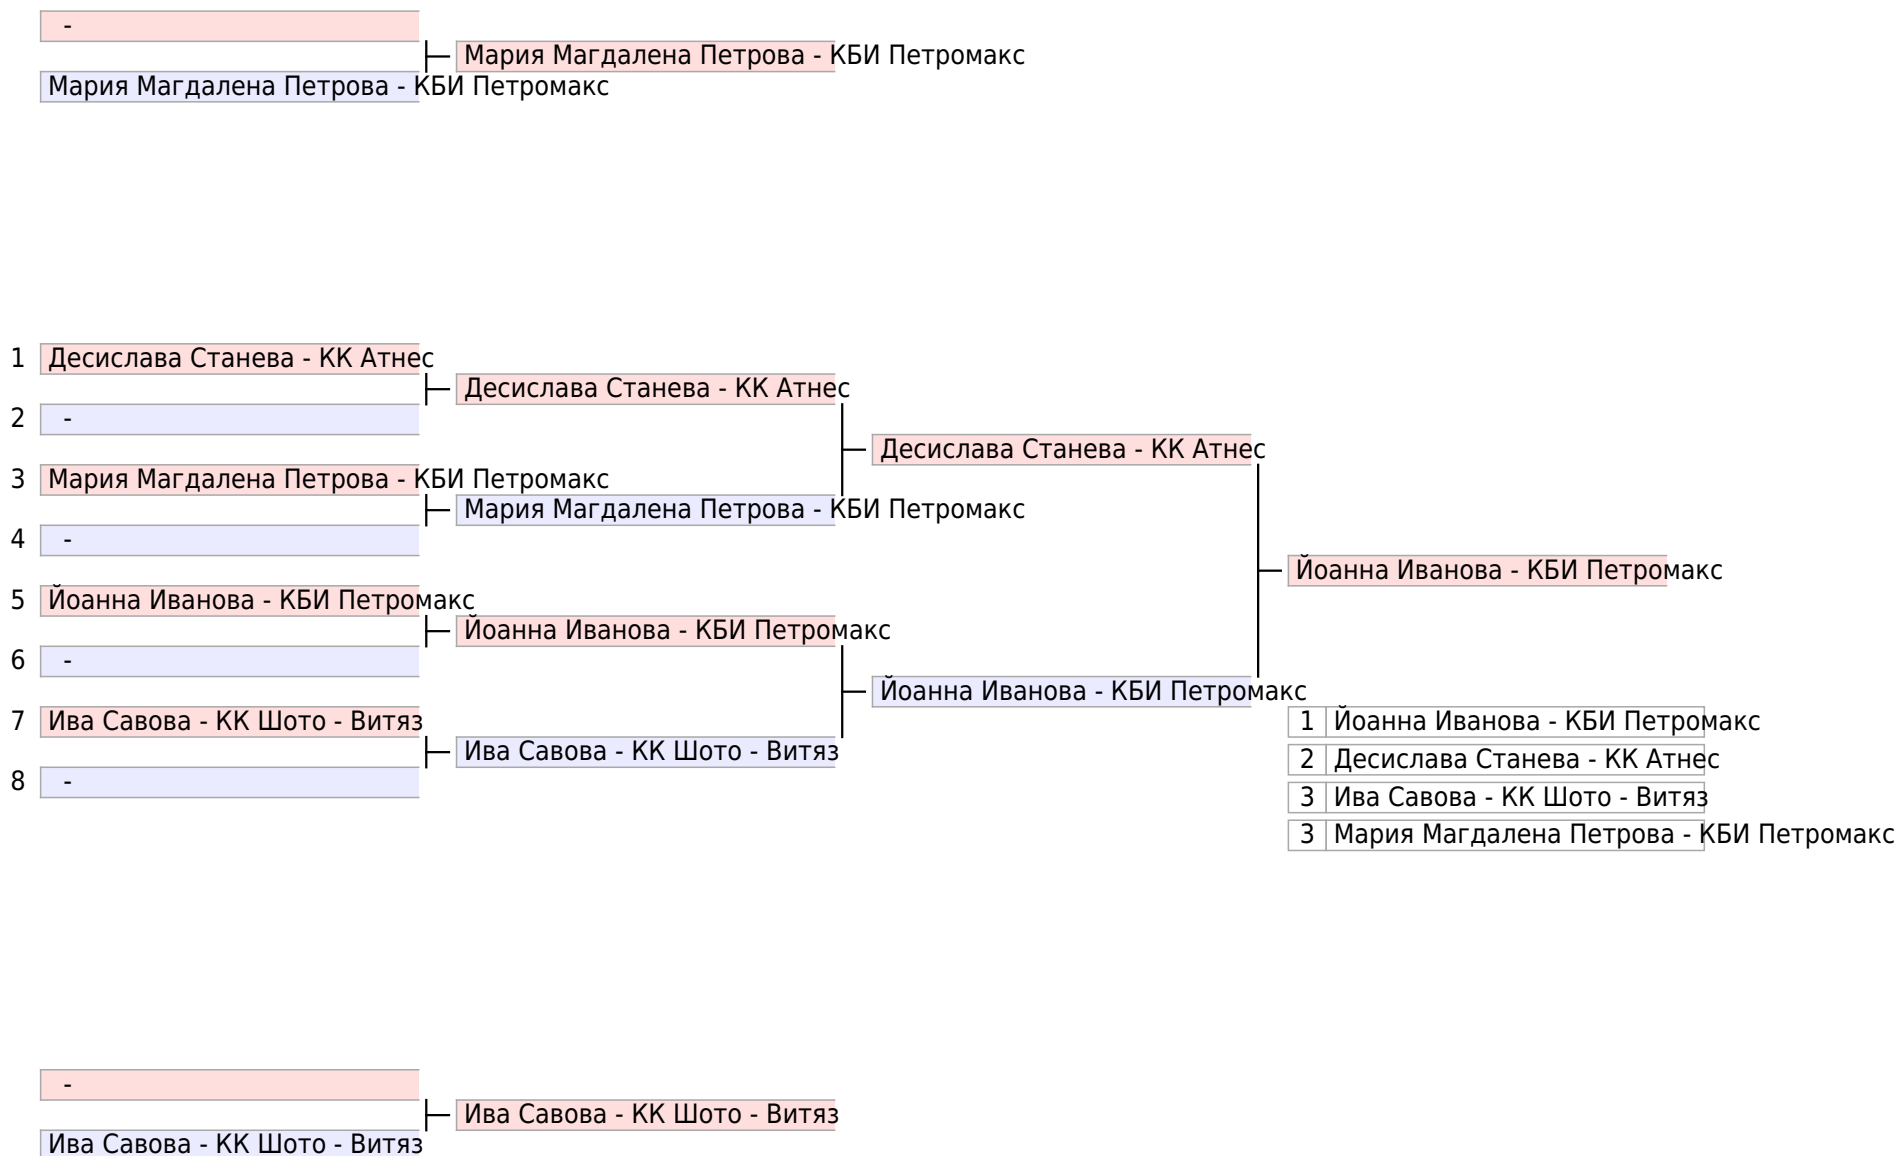 -
Мария Магдалена Петрова - КБИ Петромакс
Мария Магдалена Петрова - КБИ Петромакс
1 Десислава Станева - КК Атнес
Десислава Станева - КК Атнес
2 -
Десислава Станева - КК Атнес
3 Мария Магдалена Петрова - КБИ Петромакс
Мария Магдалена Петрова - КБИ Петромакс
4 -
Йоанна Иванова - КБИ Петромакс
5 Йоанна Иванова - КБИ Петромакс
Йоанна Иванова - КБИ Петромакс
6 -
Йоанна Иванова - КБИ Петромакс
7 Ива Савова - КК Шото - Витяз
Ива Савова - КК Шото - Витяз
8 -
1 Йоанна Иванова - КБИ Петромакс
2 Десислава Станева - КК Атнес
3 Ива Савова - КК Шото - Витяз
3 Мария Магдалена Петрова - КБИ Петромакс
-
Ива Савова - КК Шото - Витяз
Ива Савова - КК Шото - Витяз